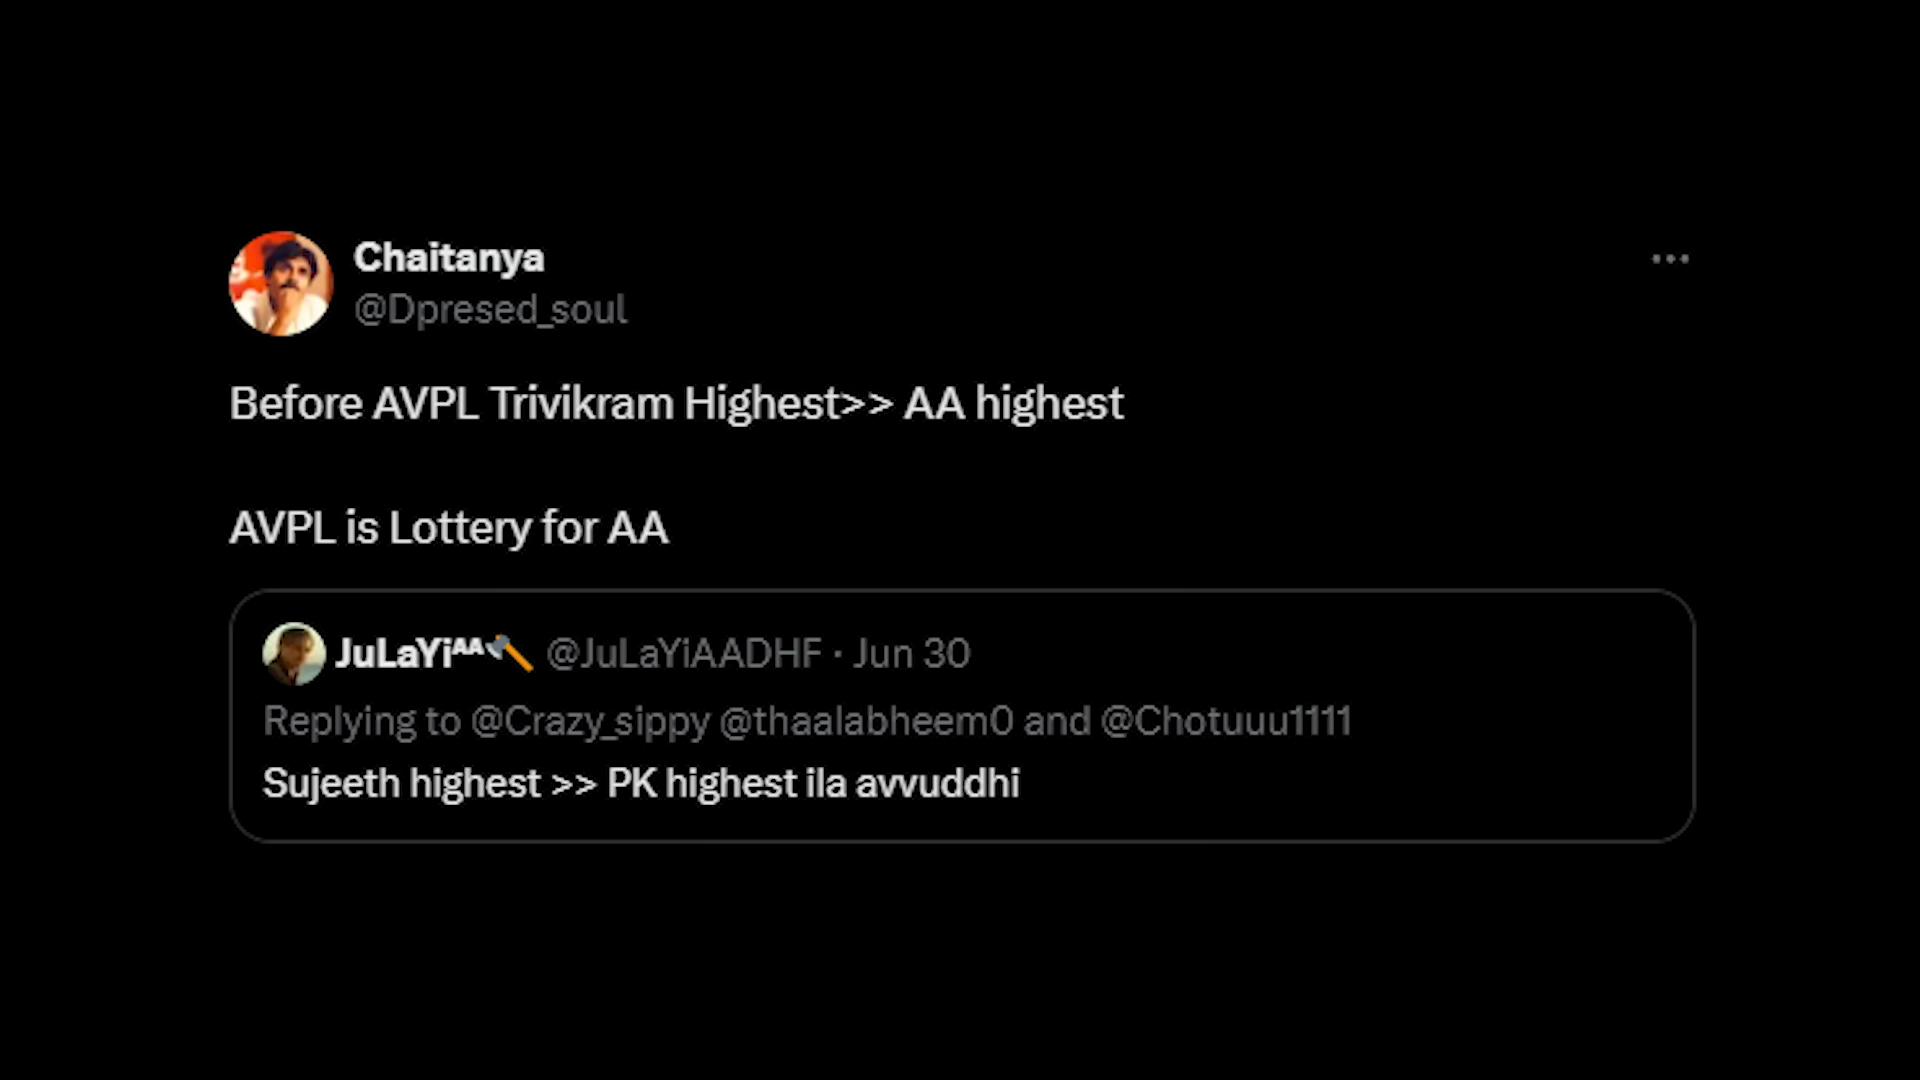 Chaitanya
@Dpresed_soul
Before AVPL Trivikram Highest>> AA highest
AVPL is Lottery for AA
JuLaYiᴬᴬ🪓 @JuLaYiAADHF · Jun 30
Replying to @Crazy_sippy @thaalabheem0 and @Chotuuu1111
Sujeeth highest >> PK highest ila avvuddhi